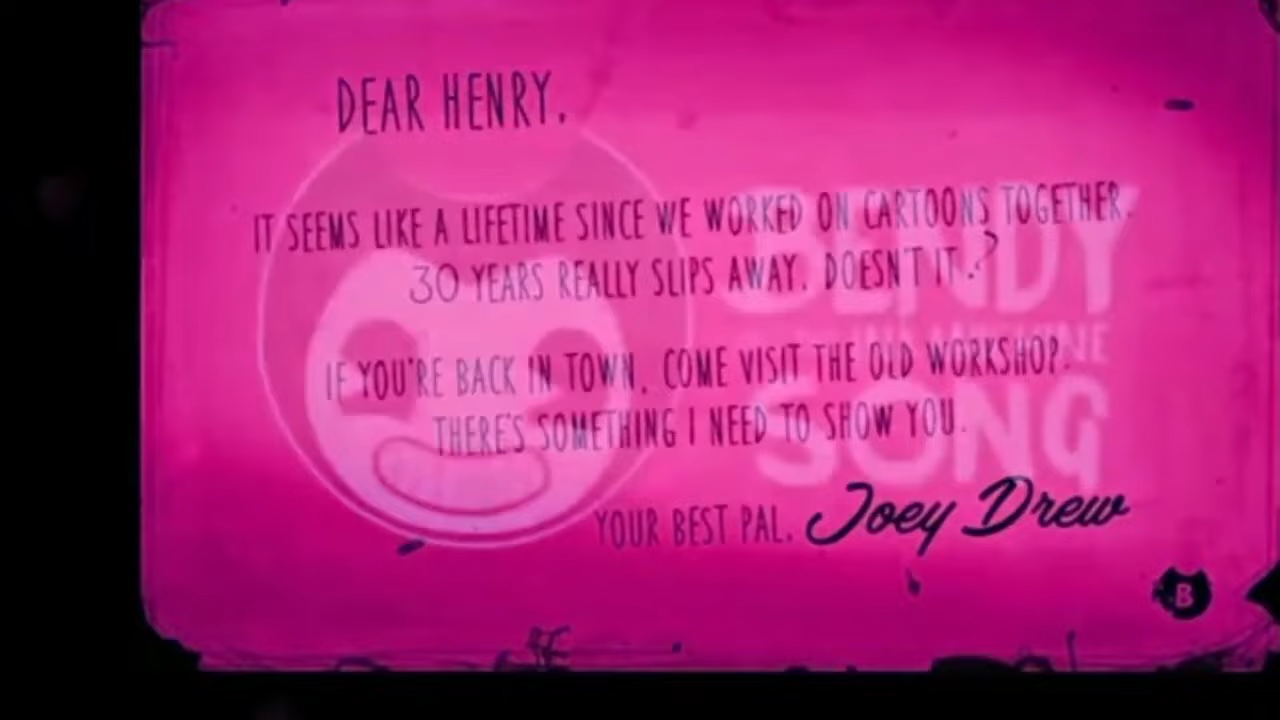 DEAR HENRY,
IT SEEMS LIKE A LIFETIME SINCE WE WORKED ON CARTOONS TOGETHER.
30 YEARS REALLY SLIPS AWAY, DOESN'T IT?
IF YOU'RE BACK IN TOWN, COME VISIT THE OLD WORKSHOP.
THERE'S SOMETHING I NEED TO SHOW YOU.
YOUR BEST PAL, Joey Drew
B
BENDY
SONG